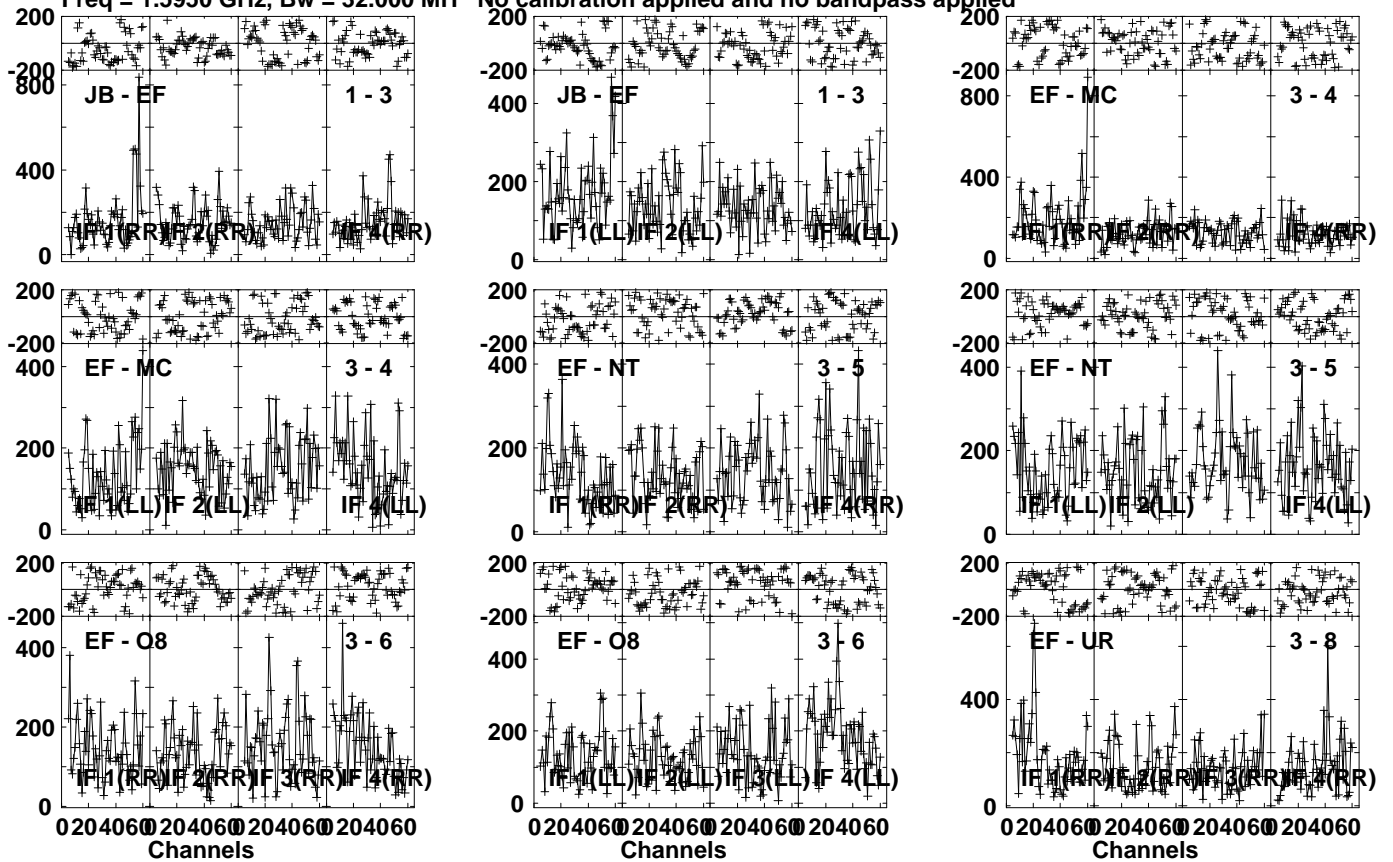 Freq = 1.5950 GHz, Bw = 32.000 MH No calibration applied and no bandpass applied
200
-200
JB - EF 1 - 3
800
400
0
IF 1(RR) IF 2(RR) IF 4(RR)
200
-200
JB - EF 1 - 3
400
200
0
IF 1(LL) IF 2(LL) IF 4(LL)
200
-200
EF - MC 3 - 4
800
400
0
IF 1(RR) IF 2(RR) IF 4(RR)
200
-200
EF - MC 3 - 4
400
200
0
IF 1(LL) IF 2(LL) IF 4(LL)
200
-200
EF - NT 3 - 5
400
200
0
IF 1(RR) IF 2(RR) IF 4(RR)
200
-200
EF - NT 3 - 5
400
200
0
IF 1(LL) IF 2(LL) IF 4(LL)
200
-200
EF - O8 3 - 6
400
200
0
IF 1(RR) IF 2(RR) IF 3(RR) IF 4(RR)
0 20 40 60 0 20 40 60 0 20 40 60 0 20 40 60
Channels
200
-200
EF - O8 3 - 6
400
200
0
IF 1(LL) IF 2(LL) IF 3(LL) IF 4(LL)
0 20 40 60 0 20 40 60 0 20 40 60 0 20 40 60
Channels
200
-200
EF - UR 3 - 8
400
0
IF 1(RR) IF 2(RR) IF 3(RR) IF 4(RR)
0 20 40 60 0 20 40 60 0 20 40 60 0 20 40 60
Channels